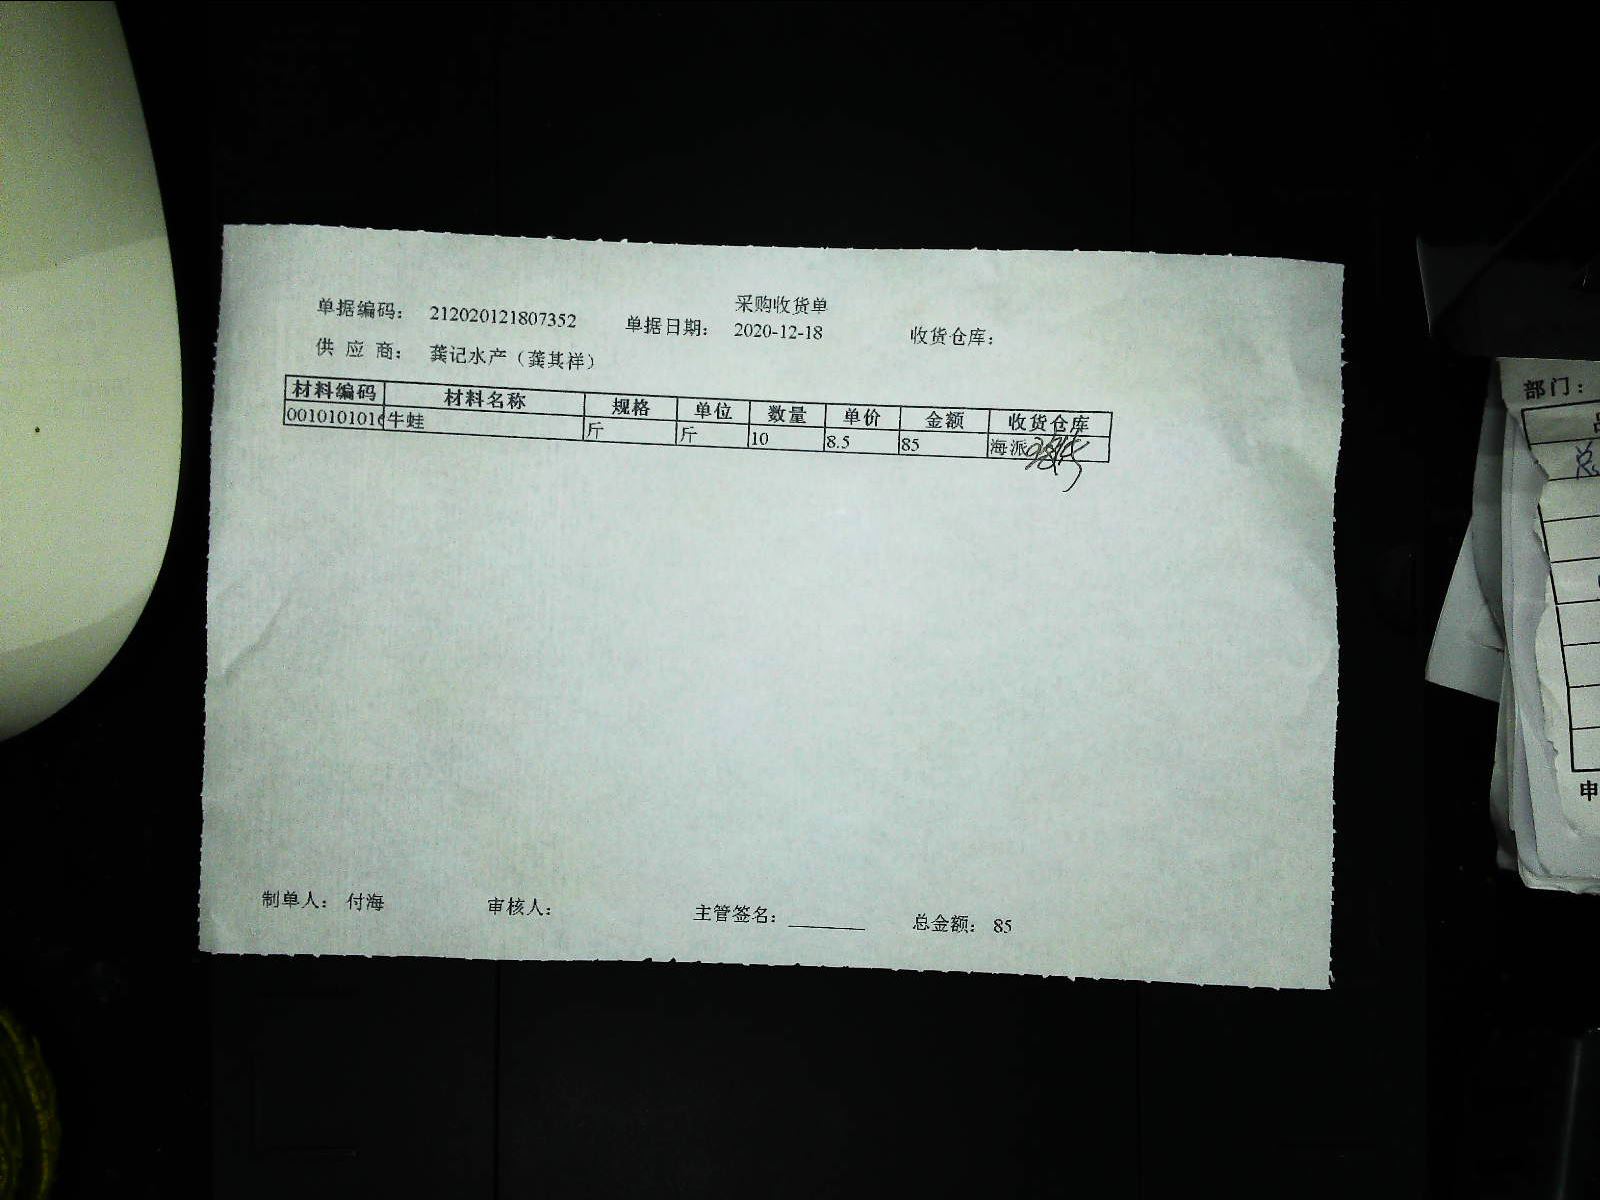 采购收货单
单据编码： 212020121807352 单据日期： 2020-12-18 收货仓库：
供 应 商： 龚记水产（龚其祥）
材料编码 材料名称 规格 单位 数量 单价 金额 收货仓库
001010101 牛蛙 斤 斤 10 8.5 85 海派
制单人： 付海 审核人： 主管签名： 总金额： 85
部门：
申